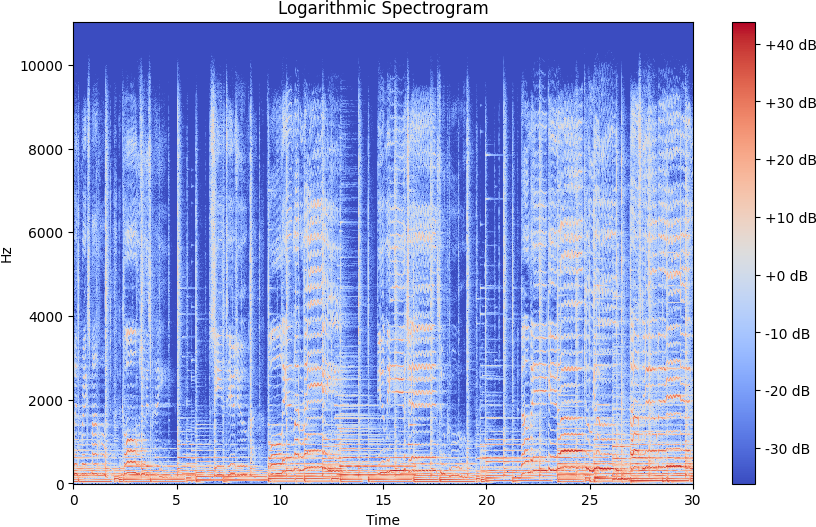 Logarithmic Spectrogram
Hz
10000
8000
6000
4000
2000
0
0 5 10 15 20 25 30
Time
+40 dB
+30 dB
+20 dB
+10 dB
+0 dB
-10 dB
-20 dB
-30 dB